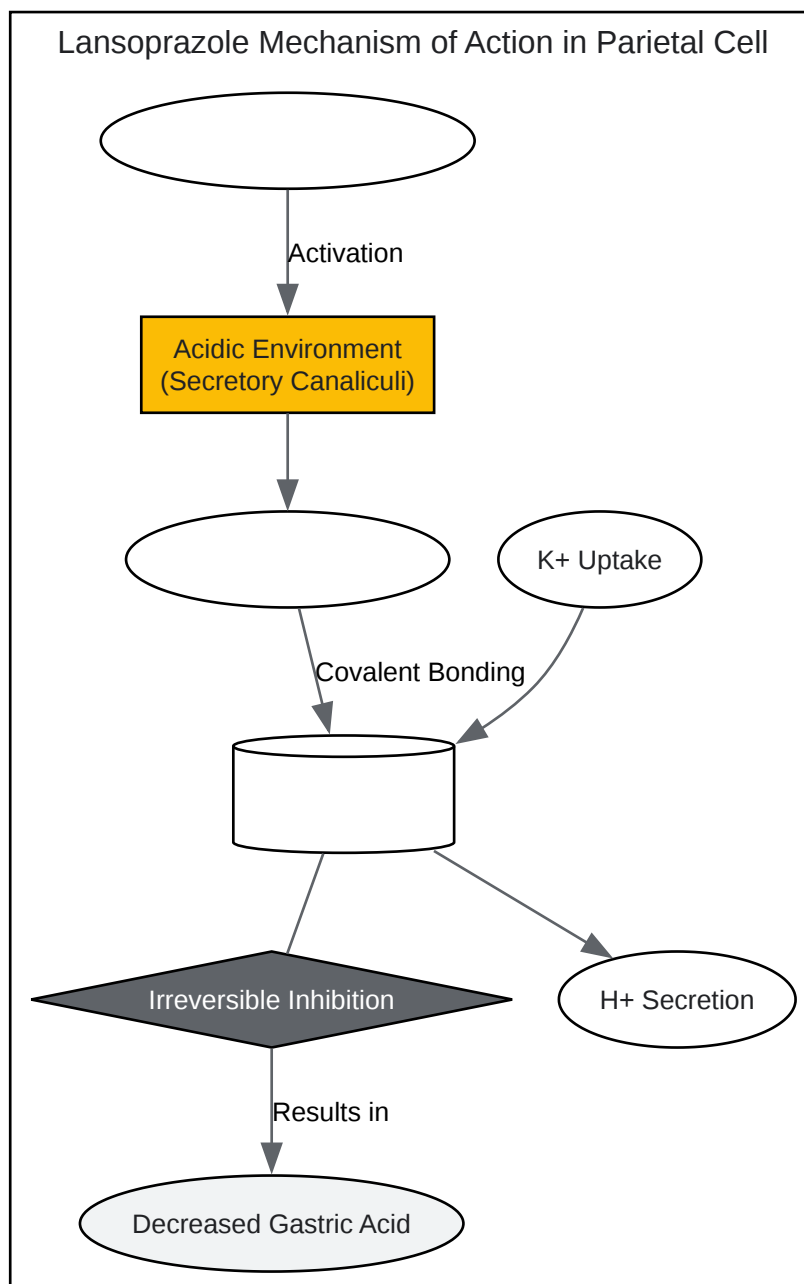 Lansoprazole Mechanism of Action in Parietal Cell
Activation
Acidic Environment
(Secretory Canaliculi)
K+ Uptake
Covalent Bonding
Irreversible Inhibition
H+ Secretion
Results in
Decreased Gastric Acid